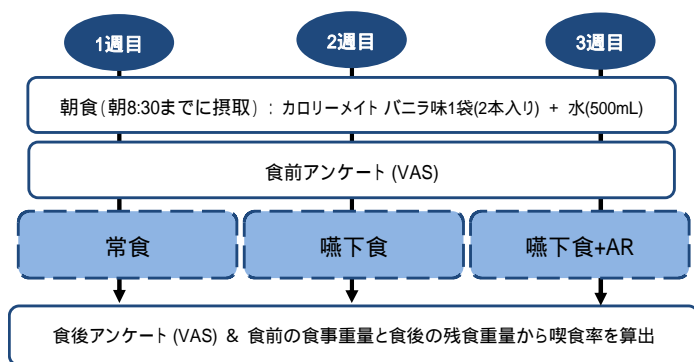 1週目
2週目
3週目
朝食(朝8:30までに摂取) : カロリーメイト バニラ味1袋(2本入り) + 水(500mL)
食前アンケート(VAS)
常食
嚥下食
嚥下食+AR
食後アンケート(VAS) & 食前の食事重量と食後の残食重量から喫食率を算出